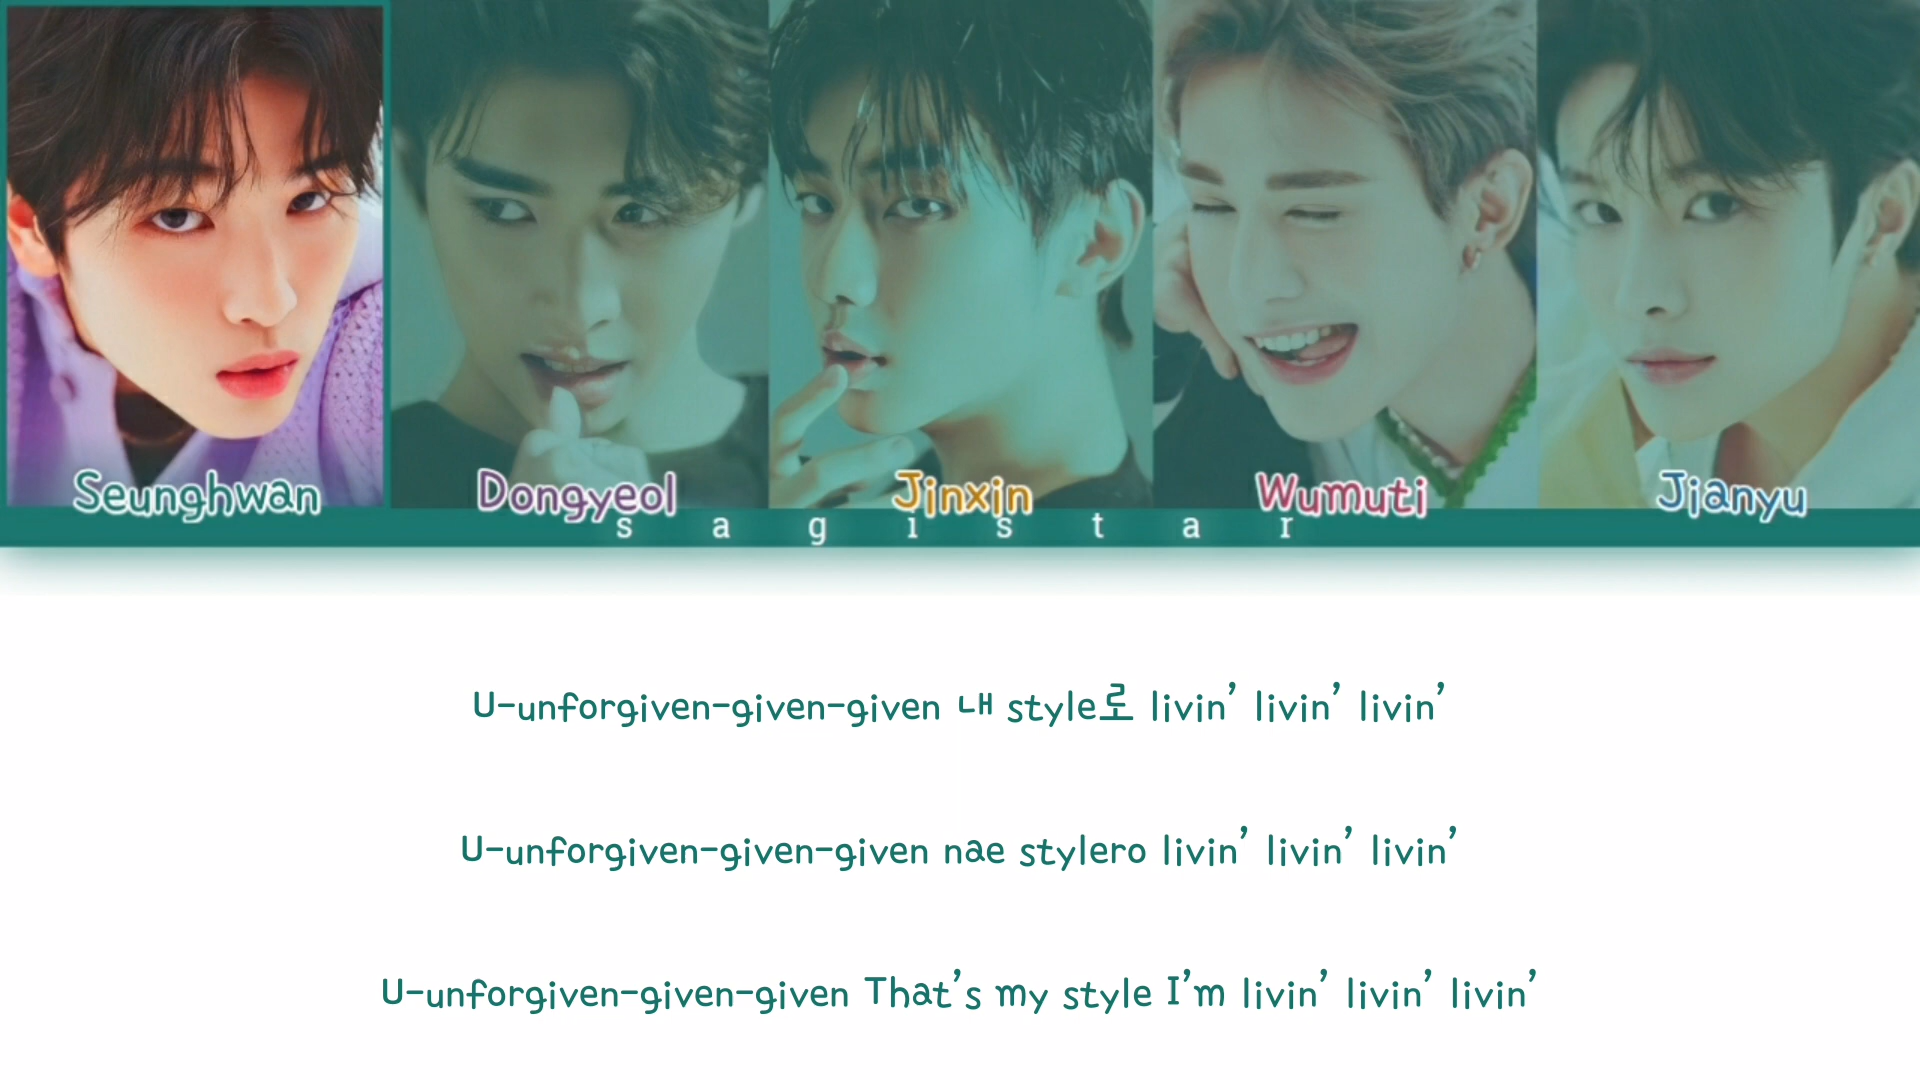 Seunghwan Dongyeol Jinxin Wumuti Jianyu
sagistar
U-unforgiven-given-given 내 style로 livin’ livin’ livin’
U-unforgiven-given-given nae stylero livin’ livin’ livin’
U-unforgiven-given-given That’s my style I’m livin’ livin’ livin’